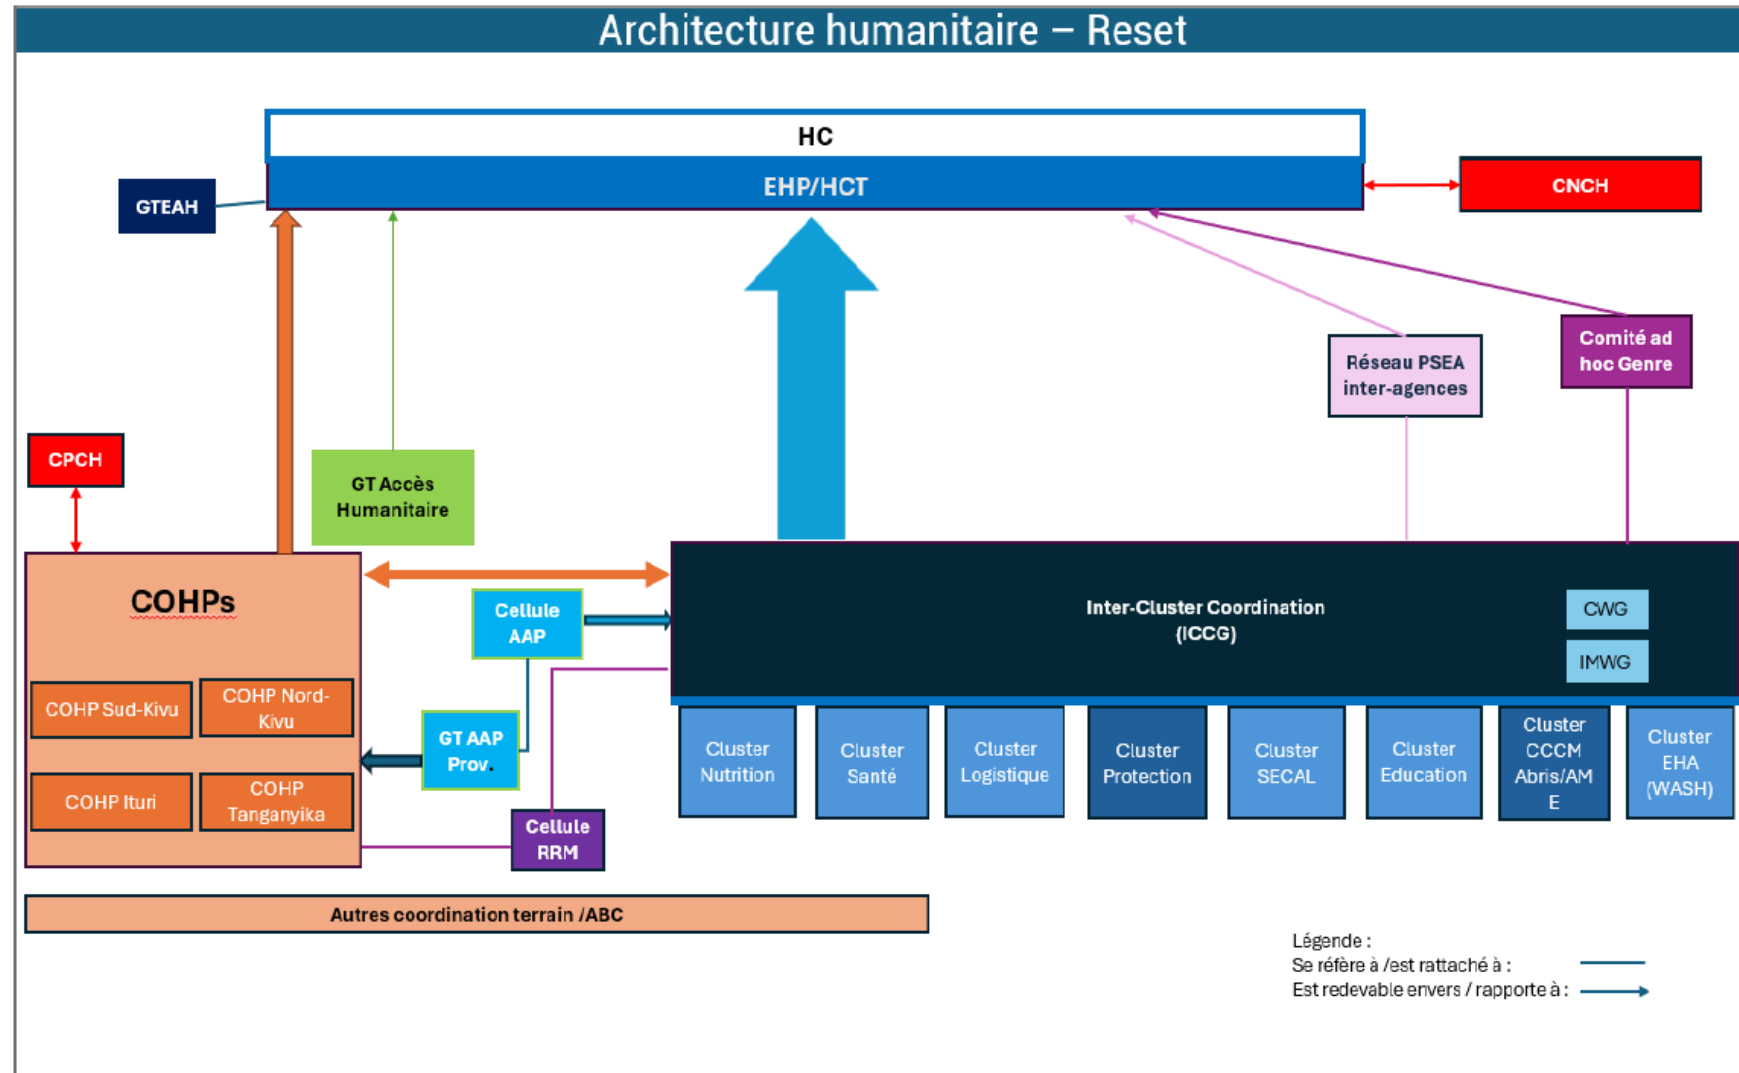 Architecture humanitaire – Reset
HC
EHP/HCT
CNCH
GTEAH
Comité ad
hoc Genre
Réseau PSEA
inter-agences
CPCH
GT Accès
Humanitaire
COHPs
COHP Sud-Kivu
COHP Nord-
Kivu
COHP Ituri
COHP
Tanganyika
Cellule
AAP
GT AAP
Prov.
Cellule
RRM
Inter-Cluster Coordination
(ICCG)
CWG
IMWG
Cluster
Nutrition
Cluster
Santé
Cluster
Logistique
Cluster
Protection
Cluster
SECAL
Cluster
Education
Cluster
CCCM
Abris/AM
E
Cluster
EHA
(WASH)
Autres coordination terrain /ABC
Légende :
Se réfère à /est rattaché à :
Est redevable envers / rapporte à :